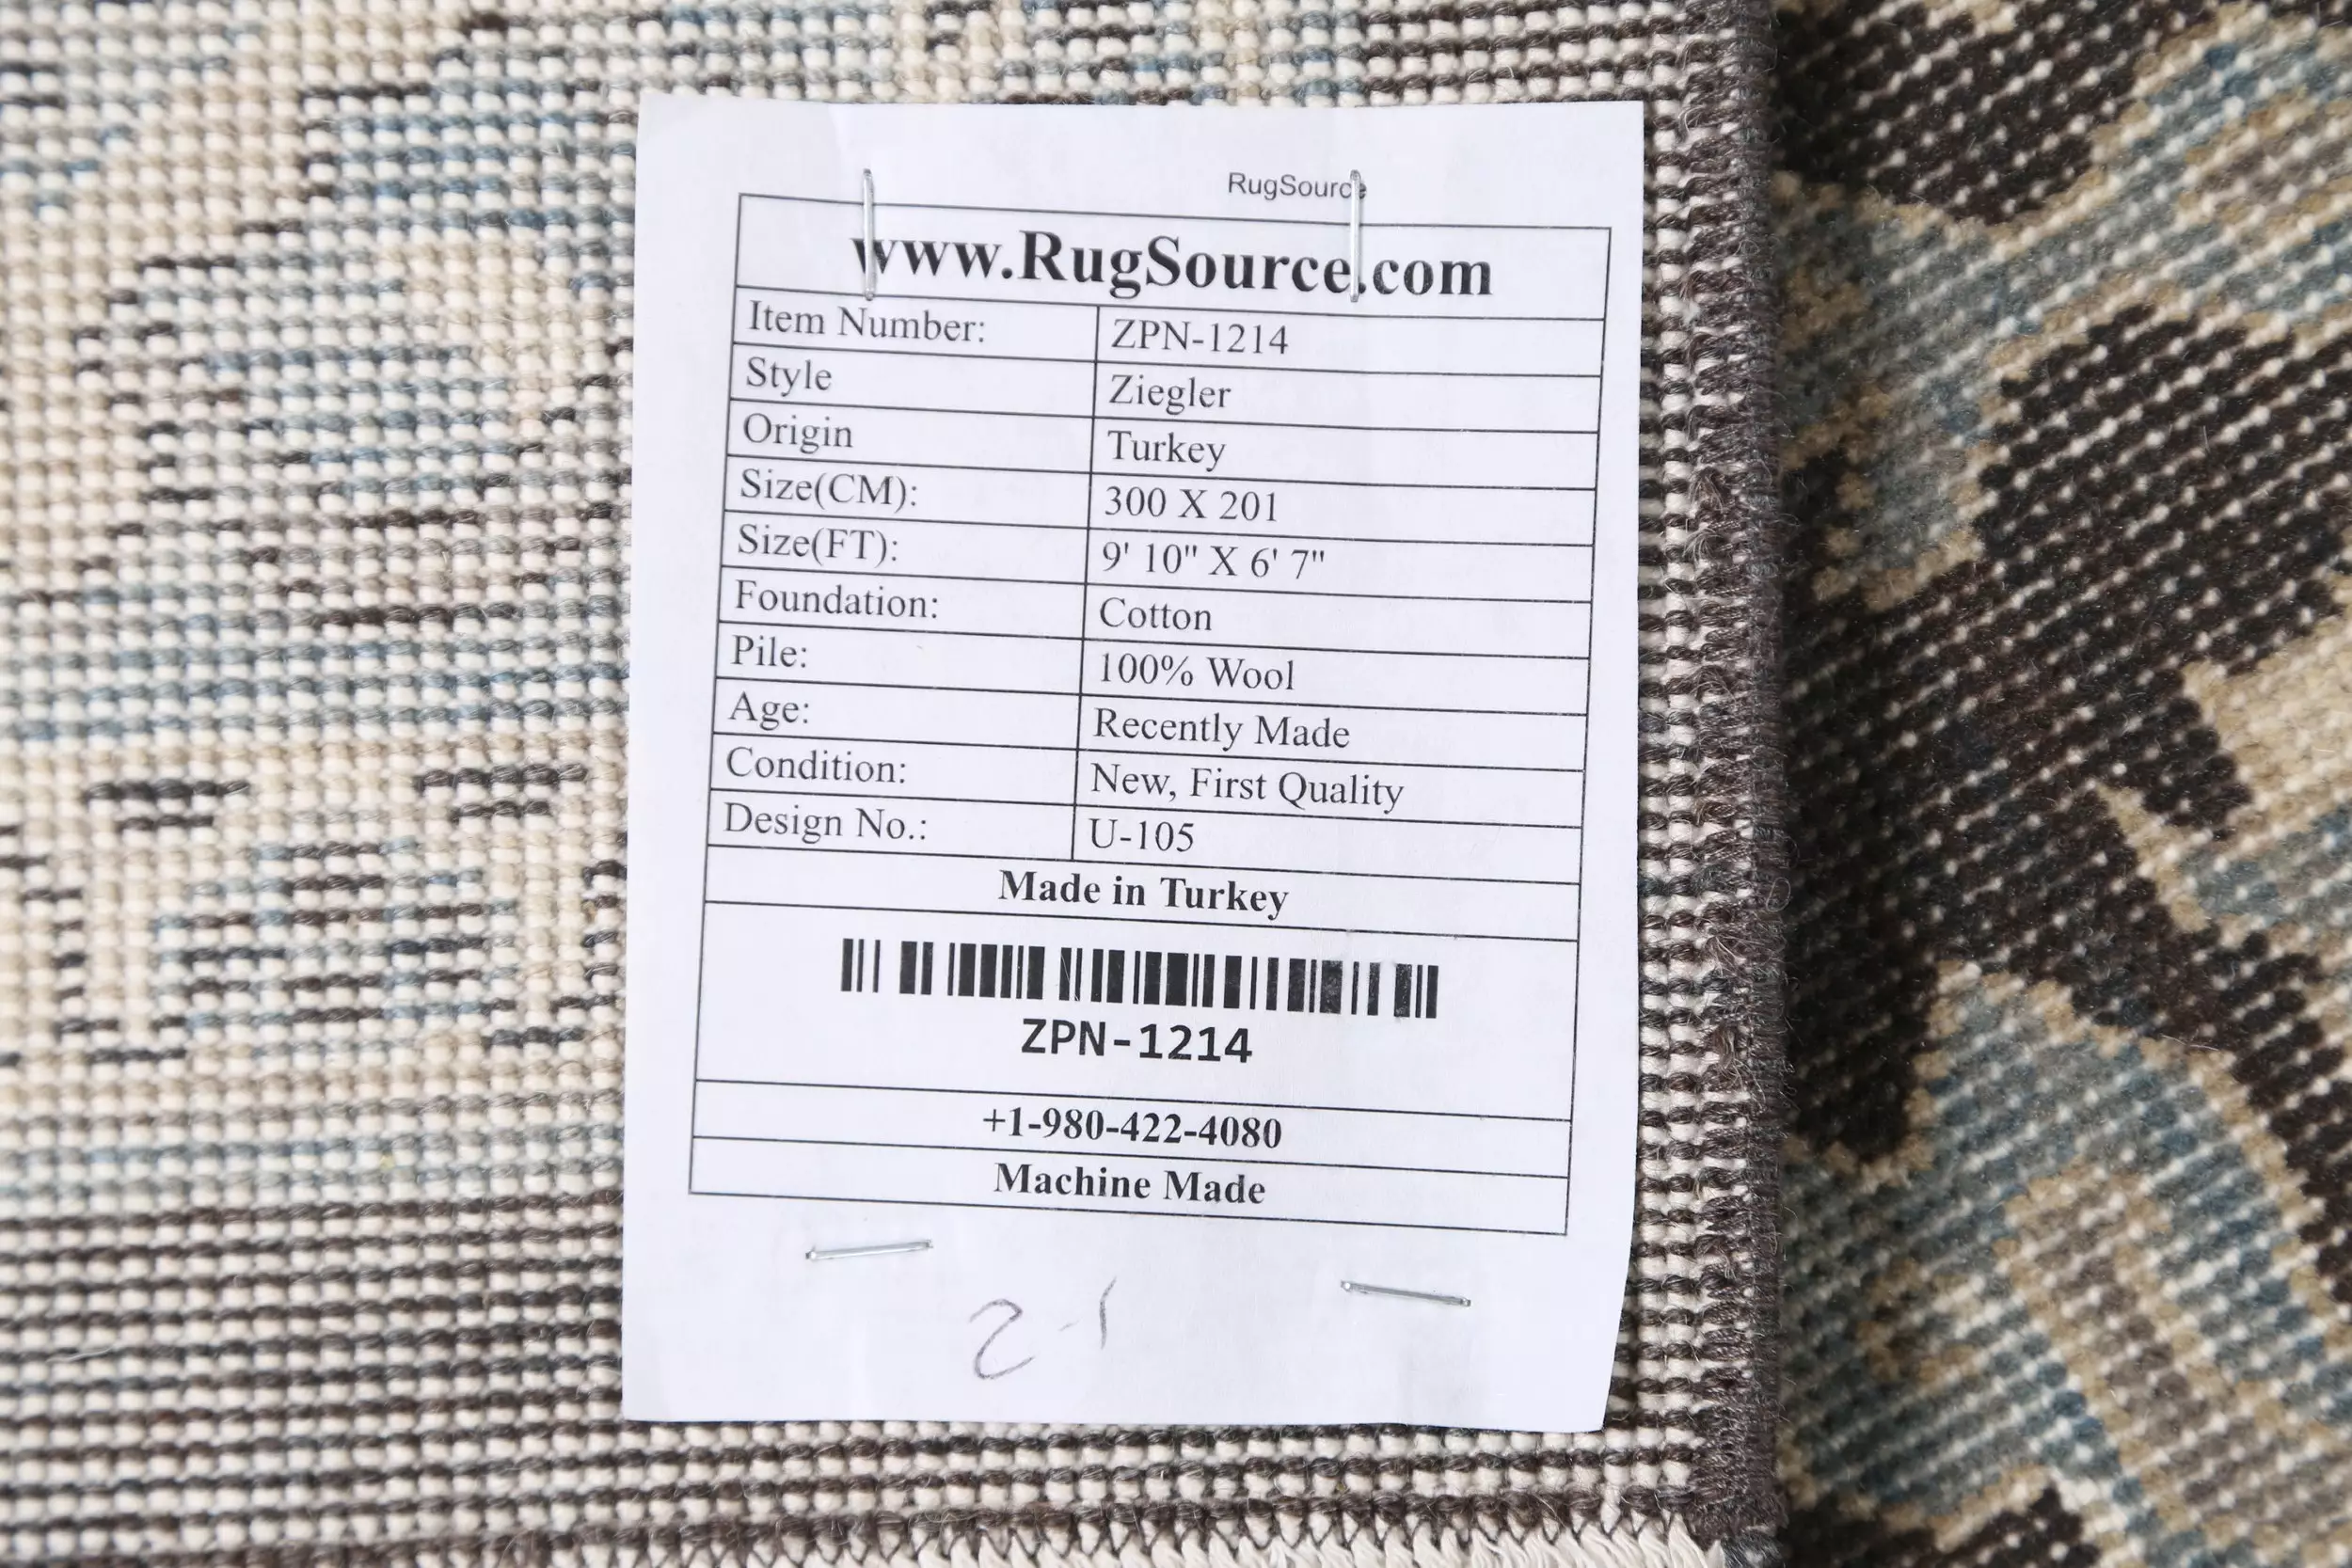 RugSource
www.RugSource.com
Item Number: ZPN-1214
Style Ziegler
Origin Turkey
Size(CM): 300 X 201
Size(FT): 9' 10" X 6' 7"
Foundation: Cotton
Pile: 100% Wool
Age: Recently Made
Condition: New, First Quality
Design No.: U-105
Made in Turkey
ZPN-1214
+1-980-422-4080
Machine Made
2-1